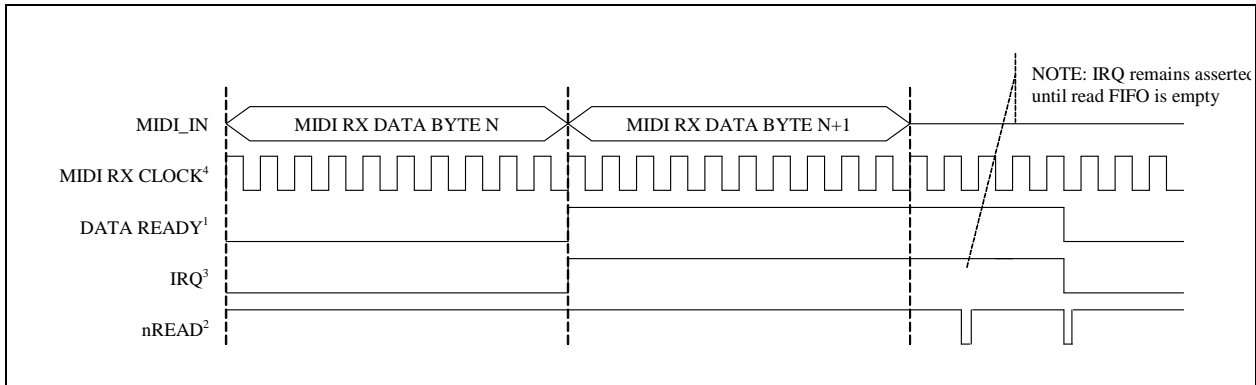 NOTE: IRQ remains asserted
until read FIFO is empty
MIDI_IN
MIDI RX DATA BYTE N
MIDI RX DATA BYTE N+1
MIDI RX CLOCK⁴
DATA READY¹
IRQ³
nREAD²